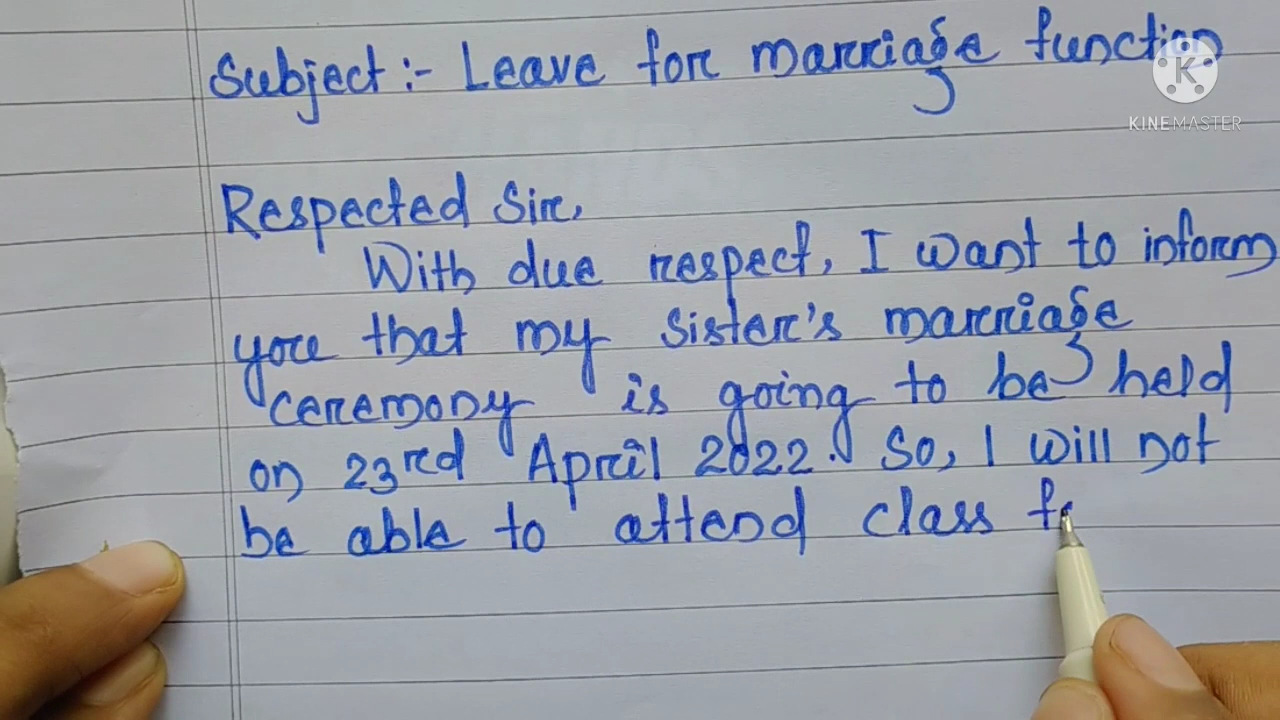 Subject:- Leave for marriage function
KINEMASTER
Respected Sir,
With due respect, I want to inform
you that my sister's marriage
ceremony is going to be held
on 23rd April 2022. So, I will not
be able to attend class f